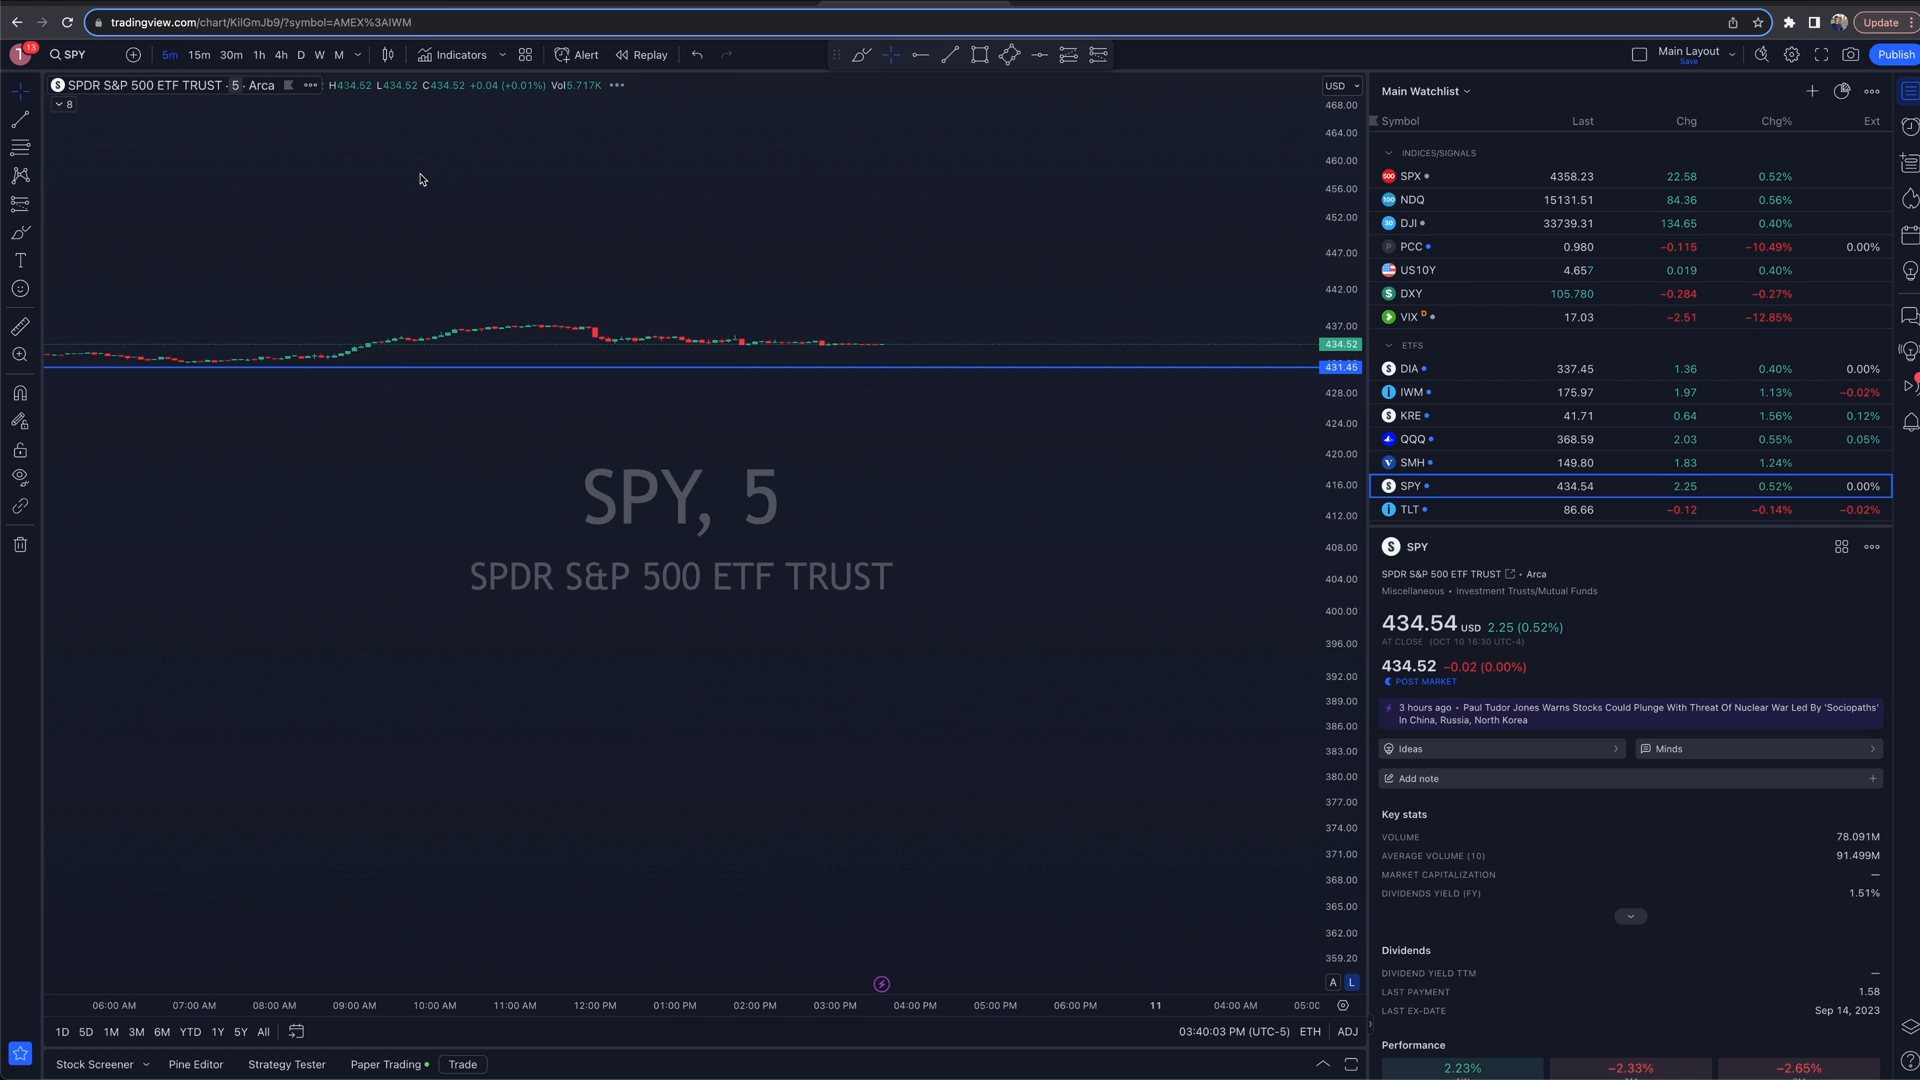 tradingview.com/chart/KilGmJb9/?symbol=AMEX%3AIWM
Update
13
SPY
5m 15m 30m 1h 4h D W M
Indicators
Alert
Replay
Main Layout
Save
Publish
SPDR S&P 500 ETF TRUST · 5 · Arca
H434.52 L434.52 C434.52 +0.04 (+0.01%) Vol5.717K
8
USD
468.00
464.00
460.00
456.00
452.00
447.00
442.00
437.00
434.52
431.45
428.00
424.00
420.00
416.00
412.00
408.00
404.00
400.00
396.00
392.00
389.00
386.00
383.00
380.00
377.00
374.00
371.00
368.00
365.00
362.00
359.20
SPY, 5
SPDR S&P 500 ETF TRUST
A L
06:00 AM 07:00 AM 08:00 AM 09:00 AM 10:00 AM 11:00 AM 12:00 PM 01:00 PM 02:00 PM 03:00 PM 04:00 PM 05:00 PM 06:00 PM 11 04:00 AM 05:00
1D 5D 1M 3M 6M YTD 1Y 5Y All
03:40:03 PM (UTC-5) ETH ADJ
Stock Screener Pine Editor Strategy Tester Paper Trading Trade
Main Watchlist
Symbol Last Chg Chg% Ext
INDICES/SIGNALS
SPX 4358.23 22.58 0.52%
NDQ 15131.51 84.36 0.56%
DJI 33739.31 134.65 0.40%
PCC 0.980 −0.115 −10.49% 0.00%
US10Y 4.657 0.019 0.40%
DXY 105.780 −0.284 −0.27%
VIX D 17.03 −2.51 −12.85%
ETFS
DIA 337.45 1.36 0.40% 0.00%
IWM 175.97 1.97 1.13% −0.02%
KRE 41.71 0.64 1.56% 0.12%
QQQ 368.59 2.03 0.55% 0.05%
SMH 149.80 1.83 1.24%
SPY 434.54 2.25 0.52% 0.00%
TLT 86.66 −0.12 −0.14% −0.02%
SPY
SPDR S&P 500 ETF TRUST • Arca
Miscellaneous • Investment Trusts/Mutual Funds
434.54 USD 2.25 (0.52%)
AT CLOSE (OCT 10 16:30 UTC-4)
434.52 −0.02 (0.00%)
POST MARKET
3 hours ago • Paul Tudor Jones Warns Stocks Could Plunge With Threat Of Nuclear War Led By 'Sociopaths'
In China, Russia, North Korea
Ideas
Minds
Add note
Key stats
VOLUME 78.091M
AVERAGE VOLUME (10) 91.499M
MARKET CAPITALIZATION —
DIVIDENDS YIELD (FY) 1.51%
Dividends
DIVIDEND YIELD TTM —
LAST PAYMENT 1.58
LAST EX-DATE Sep 14, 2023
Performance
2.23% −2.33% −2.65%